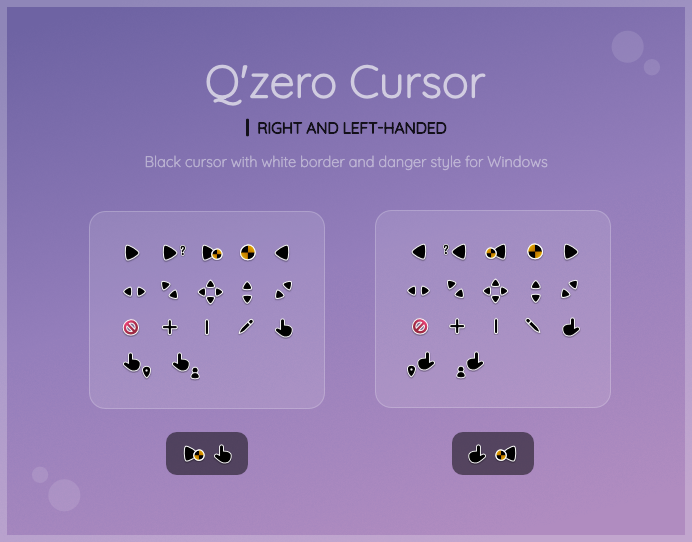 Q'zero Cursor
RIGHT AND LEFT-HANDED
Black cursor with white border and danger style for Windows
?
?